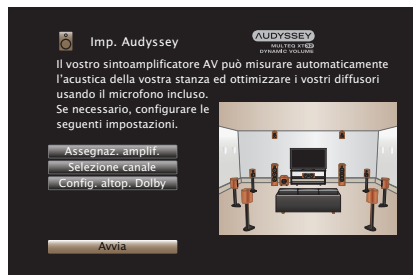 Imp. Audyssey
AUDYSSEY
MULTEQ XT32
DYNAMIC VOLUME
Il vostro sintoamplificatore AV può misurare automaticamente
l'acustica della vostra stanza ed ottimizzare i vostri diffusori
usando il microfono incluso.
Se necessario, configurare le
seguenti impostazioni.
Assegnaz. amplif.
Selezione canale
Config. altop. Dolby
Avvia